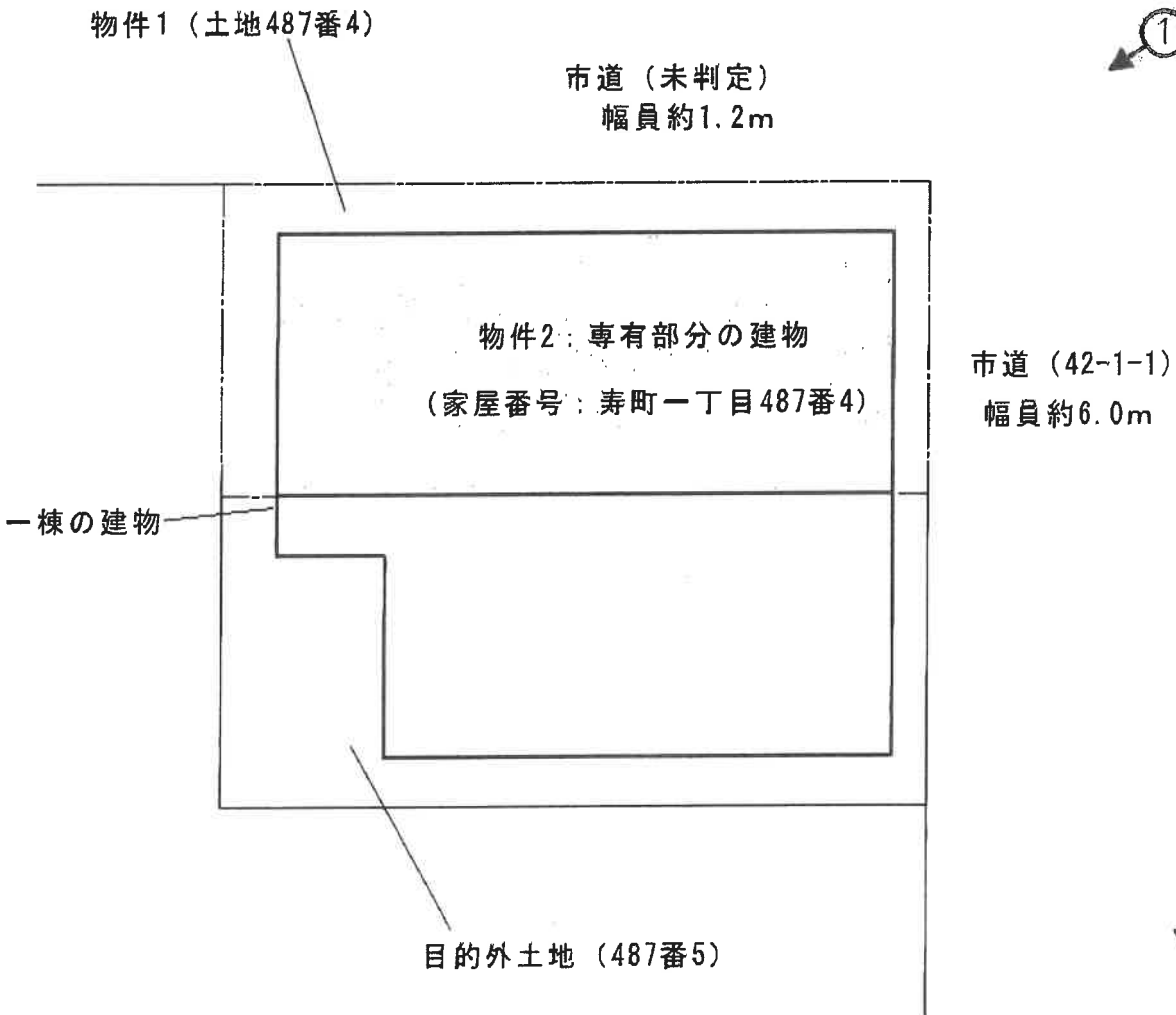 物件1（土地487番4）
①
市道（未判定）
幅員約1.2m
物件2：専有部分の建物
（家屋番号：寿町一丁目487番4）
市道（42-1-1）
幅員約6.0m
一棟の建物
目的外土地（487番5）